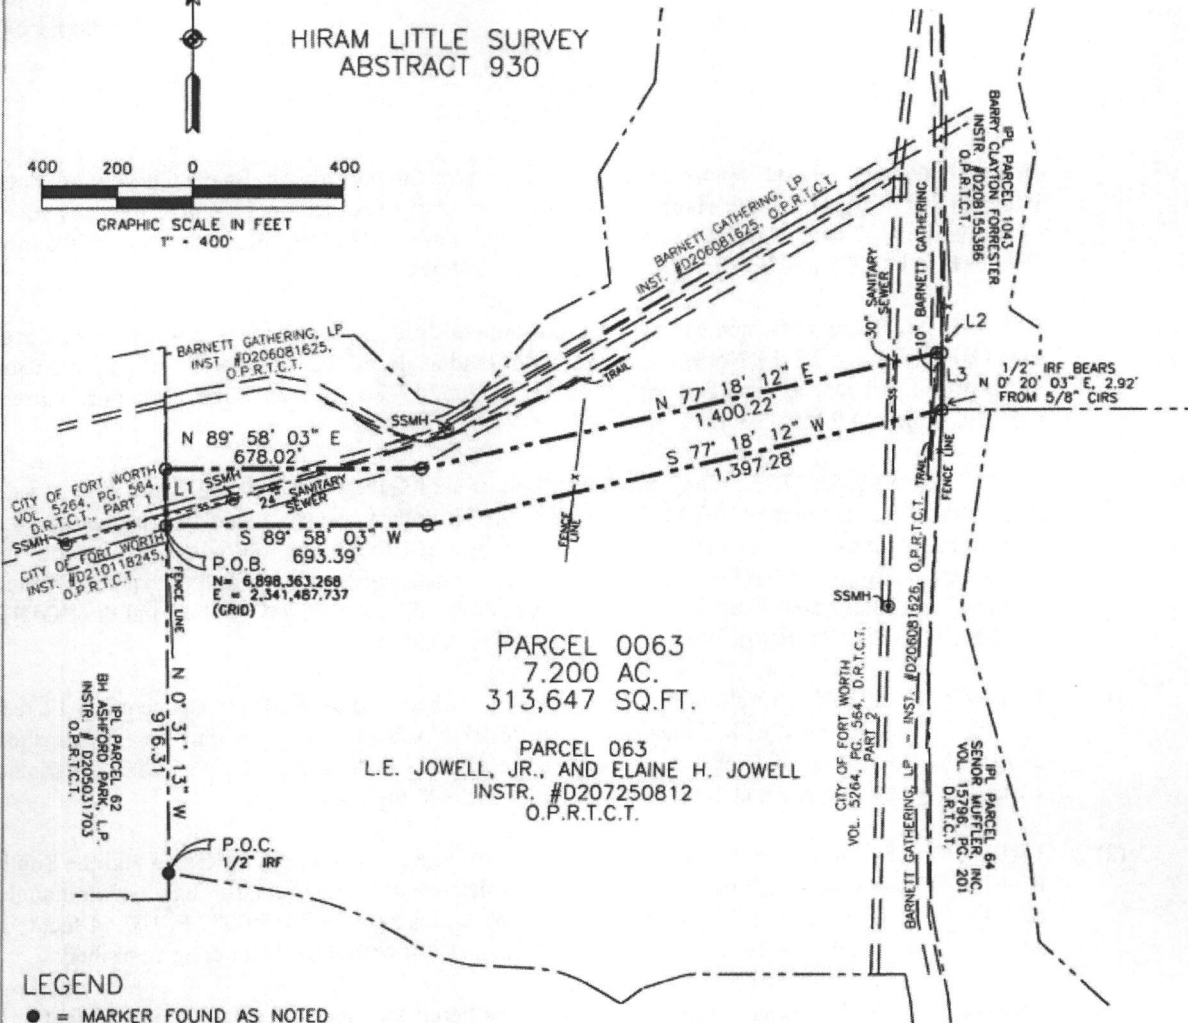 HIRAM LITTLE SURVEY
ABSTRACT 930
400 200 0 400
GRAPHIC SCALE IN FEET
1" - 400'
BARNETT GATHERING, LP
INST. #D206081625, O.P.R.T.C.T.
IPL PARCEL 1043
BARRY CLAYTON FORRESTER
INSTR. #D208155386
O.P.R.T.C.T.
30" SANITARY
SEWER
10" BARNETT GATHERING
L2
BARNETT GATHERING, LP
INST #D206081625,
O.P.R.T.C.T.
TRAIL
L3
1/2" IRF BEARS
N 0' 20' 03" E, 2.92'
FROM 5/8" CIRS
N 77' 18' 12" E
1,400.22'
SSMH
SS
N 89' 58' 03" E
678.02'
S 77' 18' 12" W
1,397.28'
CITY OF FORT WORTH
VOL. 5264, PG. 564,
D.R.T.C.T., PART 1
L1
SSMH
SS
24" SANITARY
SEWER
TRAIL
FENCE LINE
SSMH
S 89' 58' 03" W
693.39'
FENCE
LINE
CITY OF FORT WORTH
INST. #D210118245,
O.P.R.T.C.T.
P.O.B.
N= 6,898,363.268
E = 2,341,487.737
(GRID)
FENCE LINE
SSMH
PARCEL 0063
7.200 AC.
313,647 SQ.FT.
N 0' 31' 13" W
916.31'
IPL PARCEL 62
BH ASHFORD PARK, L.P.
INSTR. # D205031703
O.P.R.T.C.T.
PARCEL 063
L.E. JOWELL, JR., AND ELAINE H. JOWELL
INSTR. #D207250812
O.P.R.T.C.T.
CITY OF FORT WORTH
VOL. 5264, PG. 564, D.R.T.C.T.
PART 2
BARNETT GATHERING, LP - INST. #D206081626, O.P.R.T.C.T.
IPL PARCEL 64
SENOR MUFFLER, INC.
VOL. 15796, PG. 201
D.R.T.C.T.
P.O.C.
1/2" IRF
LEGEND
● = MARKER FOUND AS NOTED